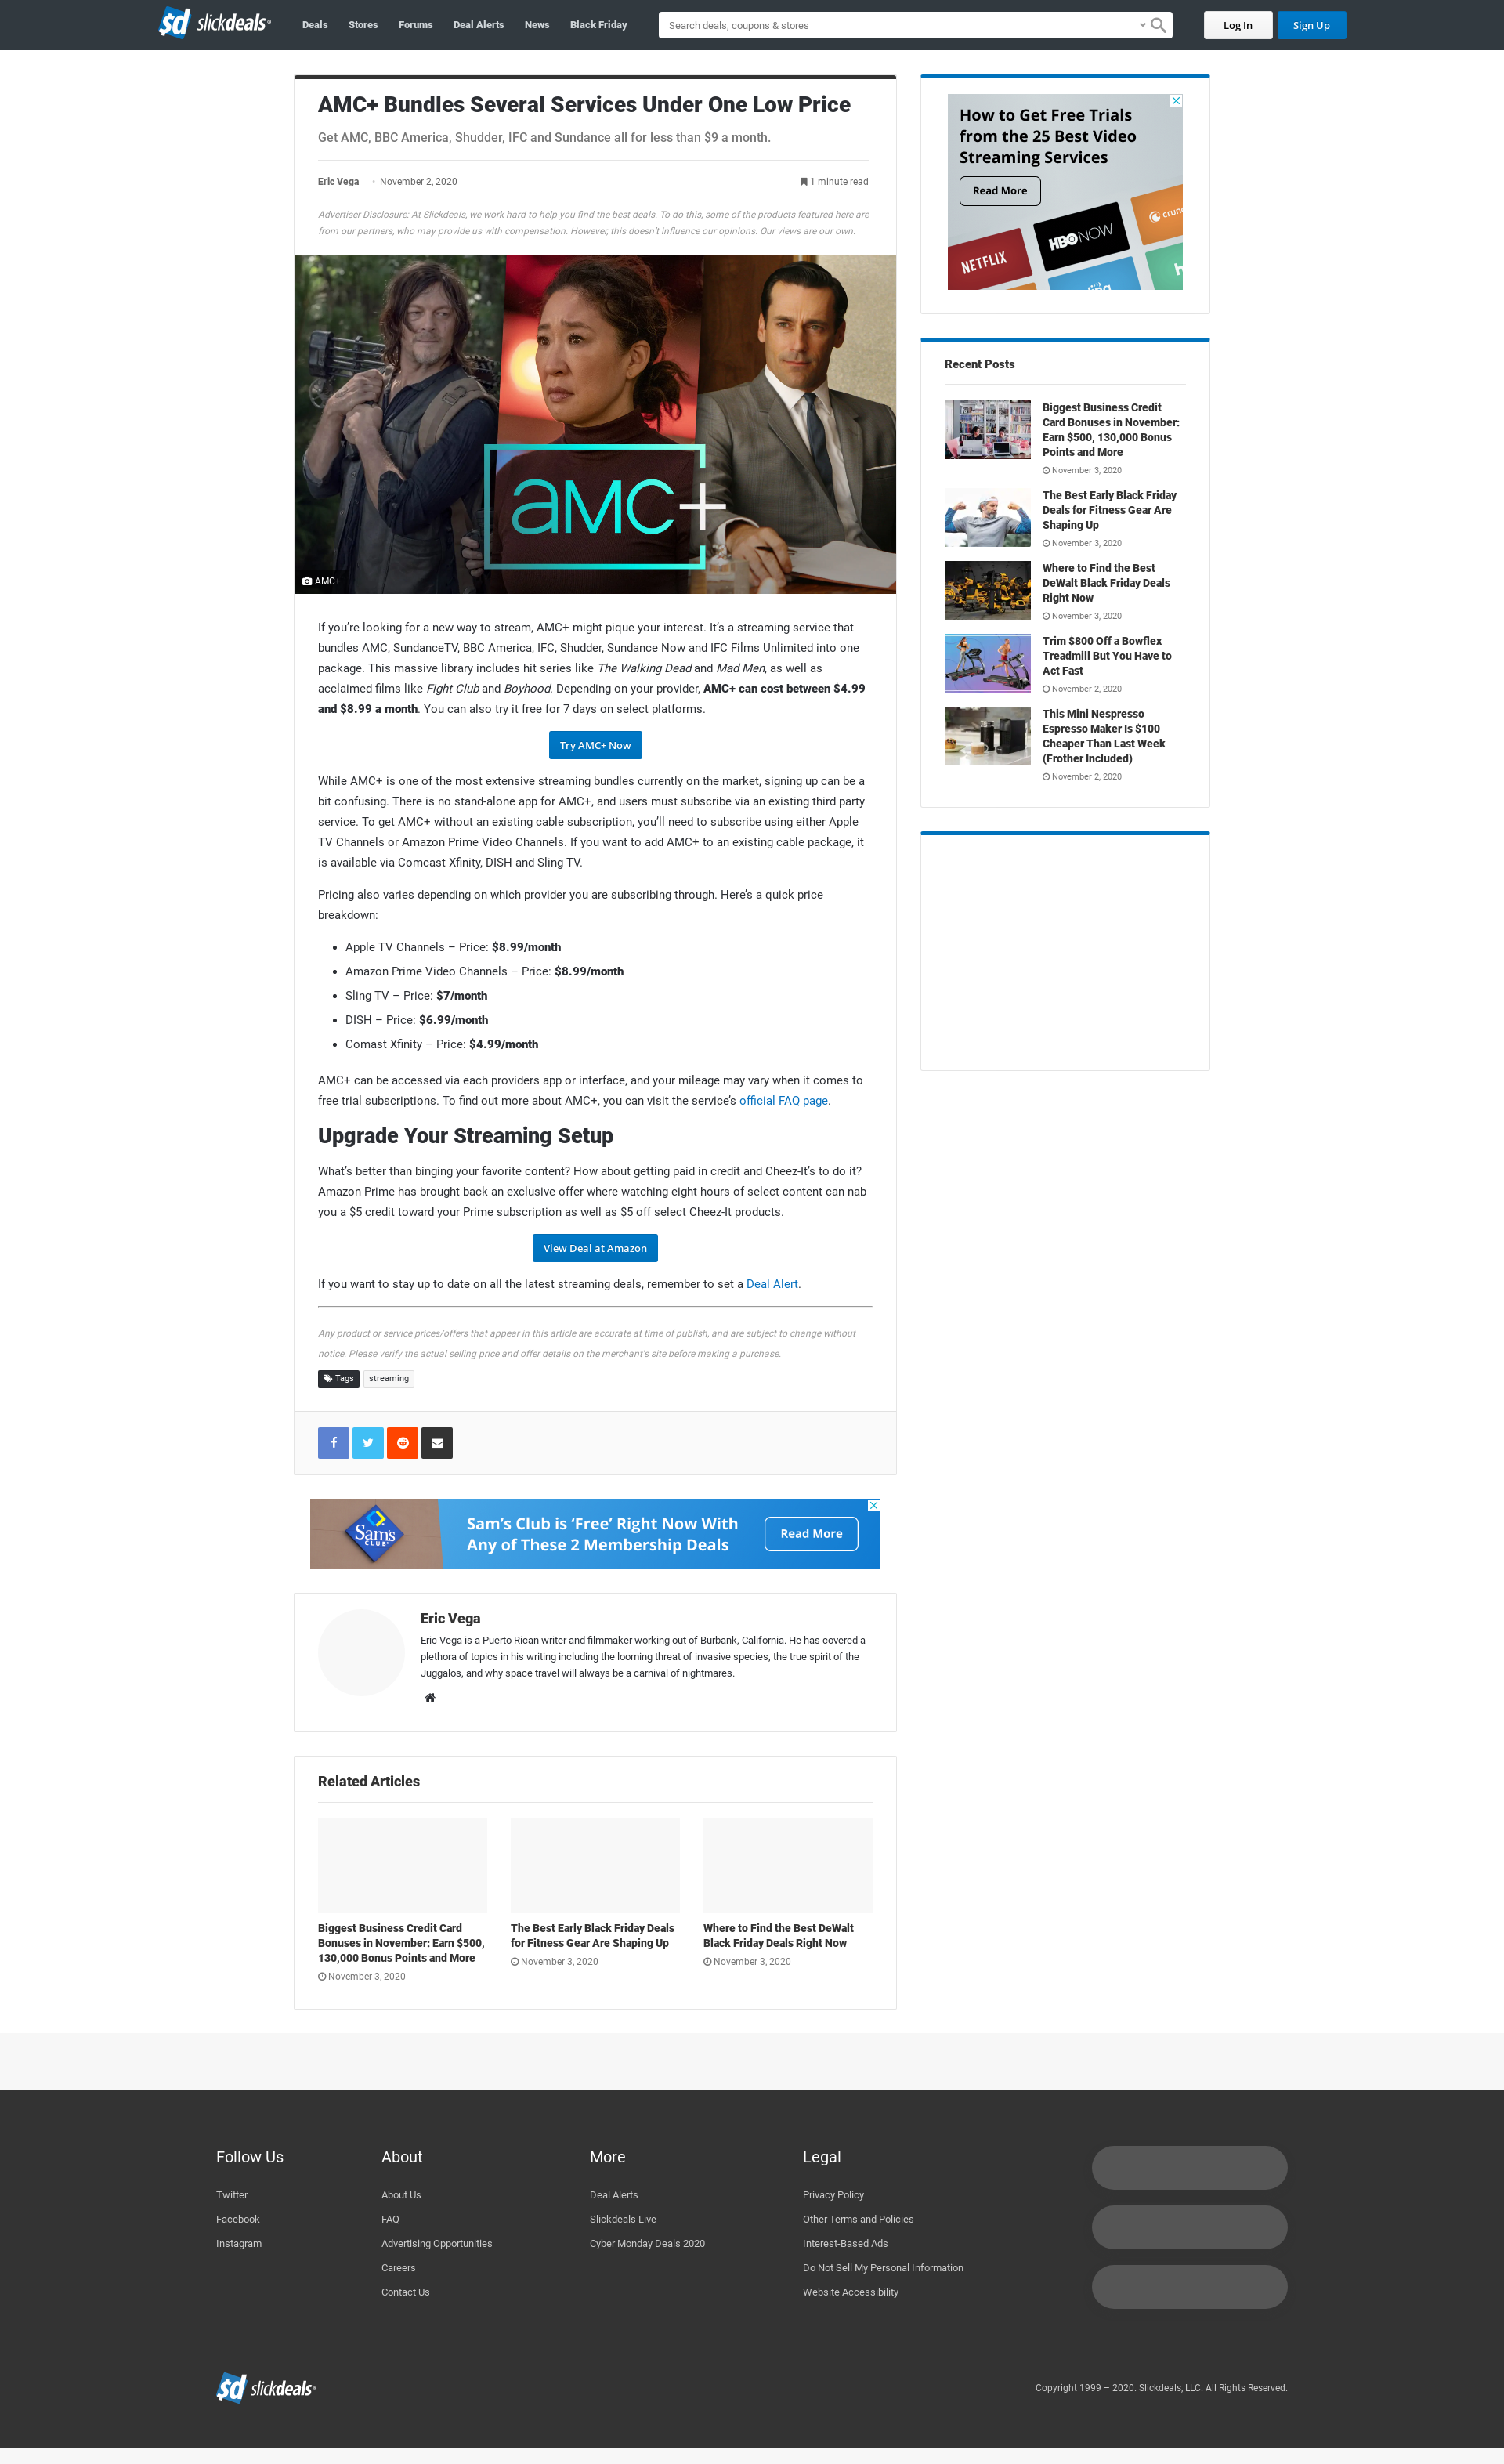 sd slickdeals
Deals
Stores
Forums
Deal Alerts
News
Black Friday
Search deals, coupons & stores
Log In
Sign Up
AMC+ Bundles Several Services Under One Low Price
Get AMC, BBC America, Shudder, IFC and Sundance all for less than $9 a month.
Eric Vega
November 2, 2020
1 minute read
Advertiser Disclosure: At Slickdeals, we work hard to help you find the best deals. To do this, some of the products featured here are
from our partners, who may provide us with compensation. However, this doesn't influence our opinions. Our views are our own.
amc+
AMC+
If you’re looking for a new way to stream, AMC+ might pique your interest. It’s a streaming service that
bundles AMC, SundanceTV, BBC America, IFC, Shudder, Sundance Now and IFC Films Unlimited into one
package. This massive library includes hit series like The Walking Dead and Mad Men, as well as
acclaimed films like Fight Club and Boyhood. Depending on your provider, AMC+ can cost between $4.99
and $8.99 a month. You can also try it free for 7 days on select platforms.
Try AMC+ Now
While AMC+ is one of the most extensive streaming bundles currently on the market, signing up can be a
bit confusing. There is no stand-alone app for AMC+, and users must subscribe via an existing third party
service. To get AMC+ without an existing cable subscription, you’ll need to subscribe using either Apple
TV Channels or Amazon Prime Video Channels. If you want to add AMC+ to an existing cable package, it
is available via Comcast Xfinity, DISH and Sling TV.
Pricing also varies depending on which provider you are subscribing through. Here’s a quick price
breakdown:
Apple TV Channels – Price: $8.99/month
Amazon Prime Video Channels – Price: $8.99/month
Sling TV – Price: $7/month
DISH – Price: $6.99/month
Comast Xfinity – Price: $4.99/month
AMC+ can be accessed via each providers app or interface, and your mileage may vary when it comes to
free trial subscriptions. To find out more about AMC+, you can visit the service’s official FAQ page.
Upgrade Your Streaming Setup
What’s better than binging your favorite content? How about getting paid in credit and Cheez-It’s to do it?
Amazon Prime has brought back an exclusive offer where watching eight hours of select content can nab
you a $5 credit toward your Prime subscription as well as $5 off select Cheez-It products.
View Deal at Amazon
If you want to stay up to date on all the latest streaming deals, remember to set a Deal Alert.
Any product or service prices/offers that appear in this article are accurate at time of publish, and are subject to change without
notice. Please verify the actual selling price and offer details on the merchant's site before making a purchase.
Tags
streaming
Sam's
CLUB
Sam’s Club is ‘Free’ Right Now With
Any of These 2 Membership Deals
Read More
Eric Vega
Eric Vega is a Puerto Rican writer and filmmaker working out of Burbank, California. He has covered a
plethora of topics in his writing including the looming threat of invasive species, the true spirit of the
Juggalos, and why space travel will always be a carnival of nightmares.
Related Articles
Biggest Business Credit Card
Bonuses in November: Earn $500,
130,000 Bonus Points and More
November 3, 2020
The Best Early Black Friday Deals
for Fitness Gear Are Shaping Up
November 3, 2020
Where to Find the Best DeWalt
Black Friday Deals Right Now
November 3, 2020
How to Get Free Trials
from the 25 Best Video
Streaming Services
Read More
NETFLIX
HBO NOW
crunc
ding
h
Recent Posts
Biggest Business Credit
Card Bonuses in November:
Earn $500, 130,000 Bonus
Points and More
November 3, 2020
The Best Early Black Friday
Deals for Fitness Gear Are
Shaping Up
November 3, 2020
Where to Find the Best
DeWalt Black Friday Deals
Right Now
November 3, 2020
Trim $800 Off a Bowflex
Treadmill But You Have to
Act Fast
November 2, 2020
This Mini Nespresso
Espresso Maker Is $100
Cheaper Than Last Week
(Frother Included)
November 2, 2020
Follow Us
Twitter
Facebook
Instagram
About
About Us
FAQ
Advertising Opportunities
Careers
Contact Us
More
Deal Alerts
Slickdeals Live
Cyber Monday Deals 2020
Legal
Privacy Policy
Other Terms and Policies
Interest-Based Ads
Do Not Sell My Personal Information
Website Accessibility
sd slickdeals
Copyright 1999 – 2020. Slickdeals, LLC. All Rights Reserved.